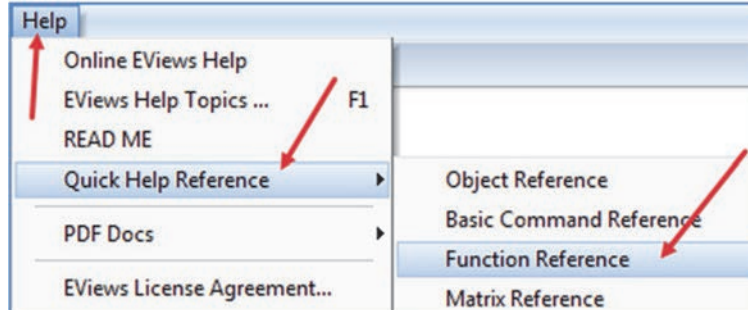 Help
Online EViews Help
EViews Help Topics ... F1
READ ME
Quick Help Reference
PDF Docs
EViews License Agreement...
Object Reference
Basic Command Reference
Function Reference
Matrix Reference